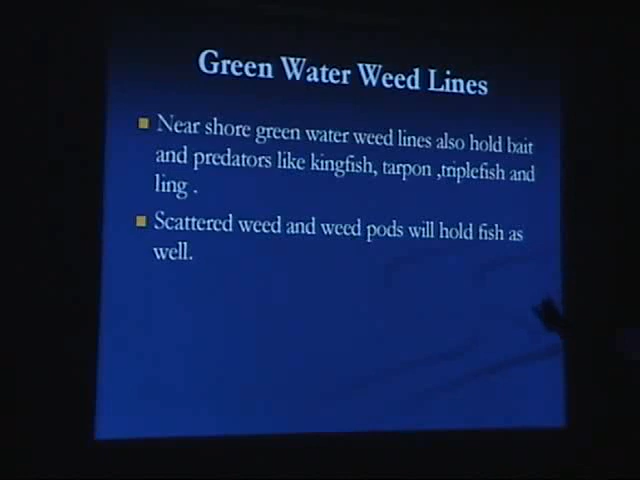 Green Water Weed Lines
Near shore green water weed lines also hold bait
and predators like kingfish, tarpon ,triplefish and
ling .
Scattered weed and weed pods will hold fish as
well.